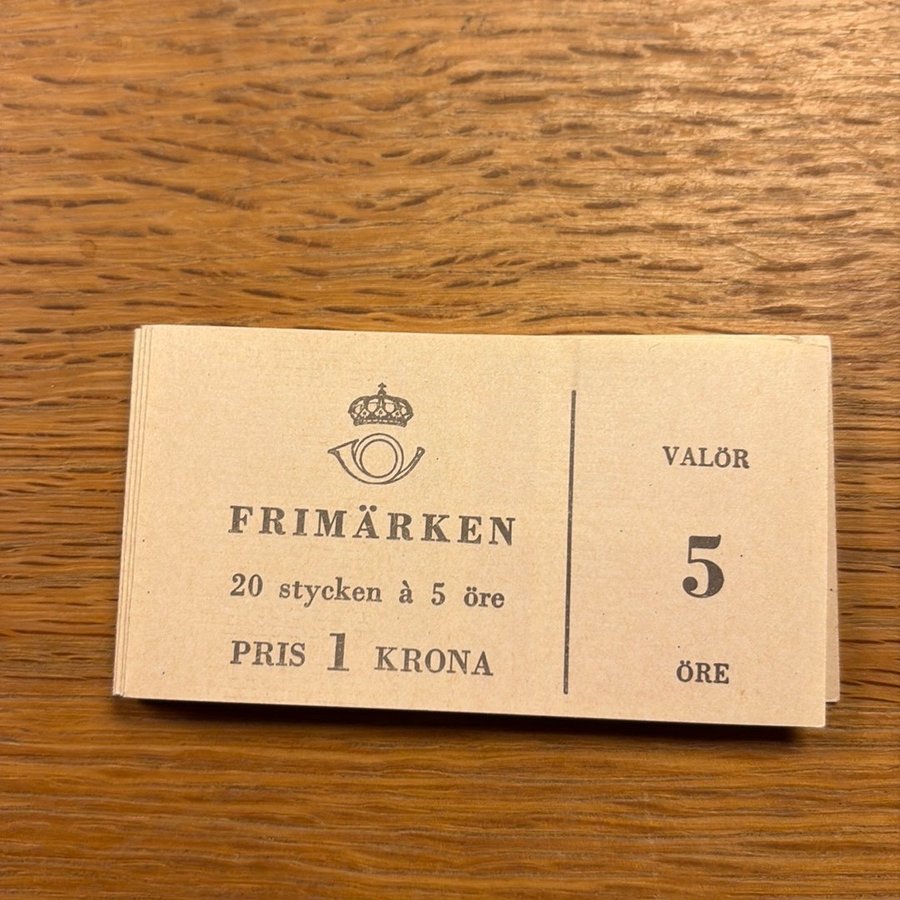 FRIMÄRKEN
20 stycken à 5 öre
PRIS 1 KRONA
VALÖR
5
ÖRE